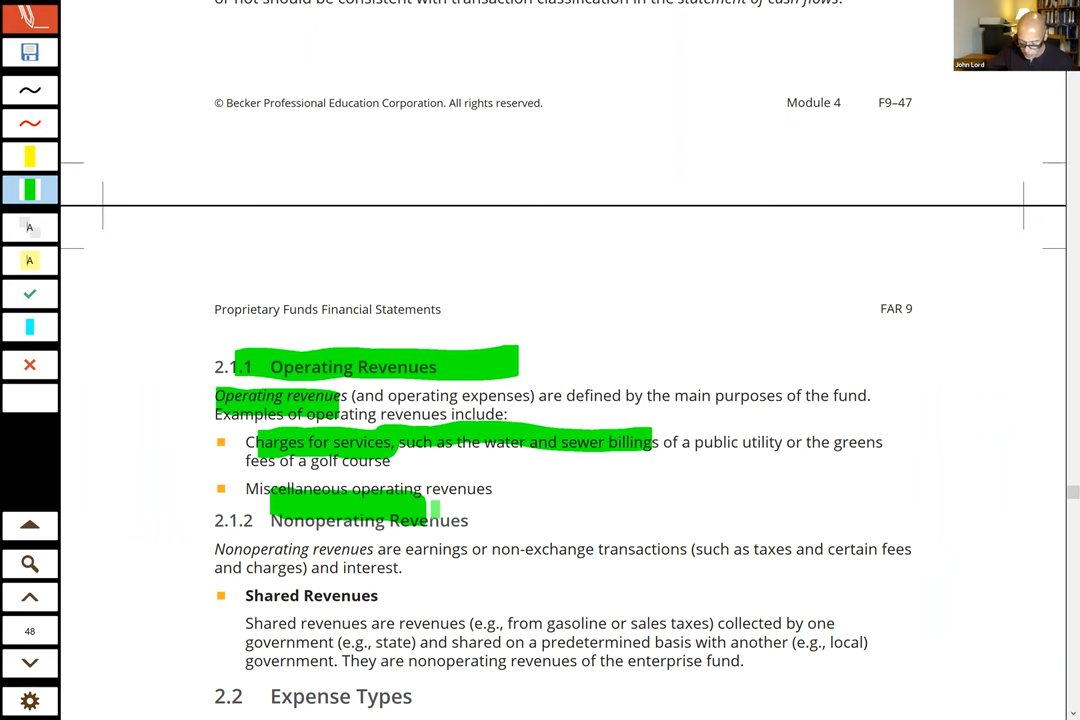 or not should be consistent with transaction classification in the statement of cash flows.
John Lord
© Becker Professional Education Corporation. All rights reserved.
Module 4 F9–47
Proprietary Funds Financial Statements
FAR 9
2.1.1 Operating Revenues
Operating revenues (and operating expenses) are defined by the main purposes of the fund.
Examples of operating revenues include:
Charges for services, such as the water and sewer billings of a public utility or the greens
fees of a golf course
Miscellaneous operating revenues
2.1.2 Nonoperating Revenues
Nonoperating revenues are earnings or non-exchange transactions (such as taxes and certain fees
and charges) and interest.
Shared Revenues
Shared revenues are revenues (e.g., from gasoline or sales taxes) collected by one
government (e.g., state) and shared on a predetermined basis with another (e.g., local)
government. They are nonoperating revenues of the enterprise fund.
2.2 Expense Types
A
A
48